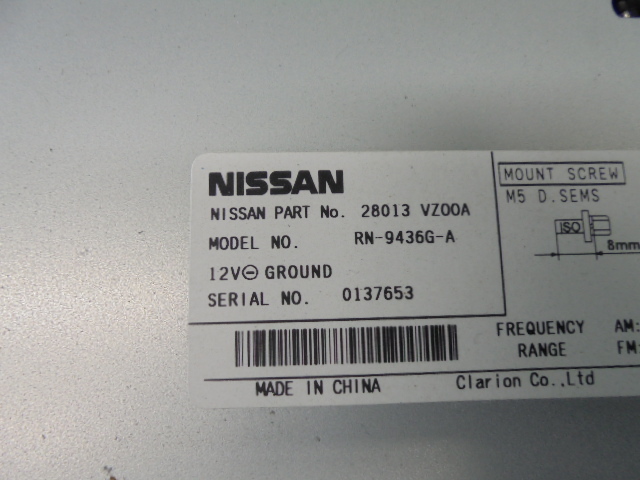 NISSAN
NISSAN PART No. 28013 VZ00A
MODEL NO. RN-9436G-A
12V⊖ GROUND
SERIAL NO. 0137653
MOUNT SCREW
M5 D.SEMS
ISO
8mm
FREQUENCY RANGE
AM:
FM:
MADE IN CHINA
Clarion Co.,Ltd